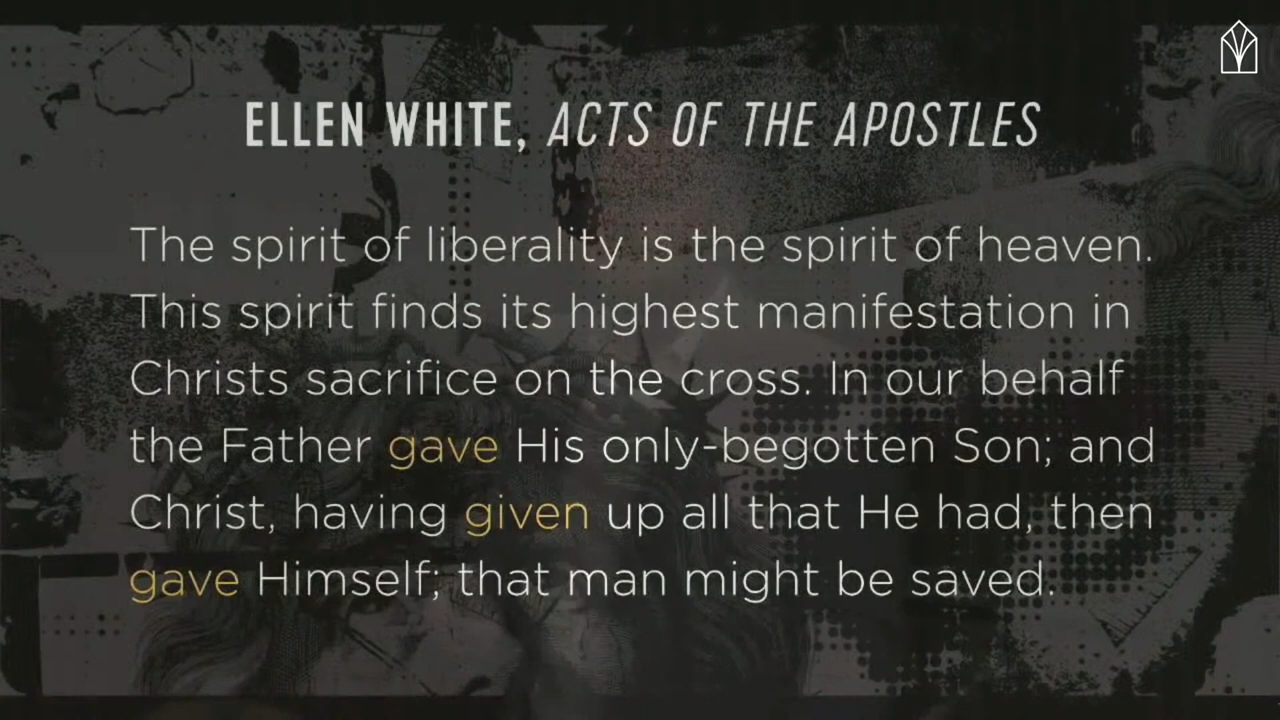 ELLEN WHITE, ACTS OF THE APOSTLES
The spirit of liberality is the spirit of heaven.
This spirit finds its highest manifestation in
Christs sacrifice on the cross. In our behalf
the Father gave His only-begotten Son; and
Christ, having given up all that He had, then
gave Himself; that man might be saved.